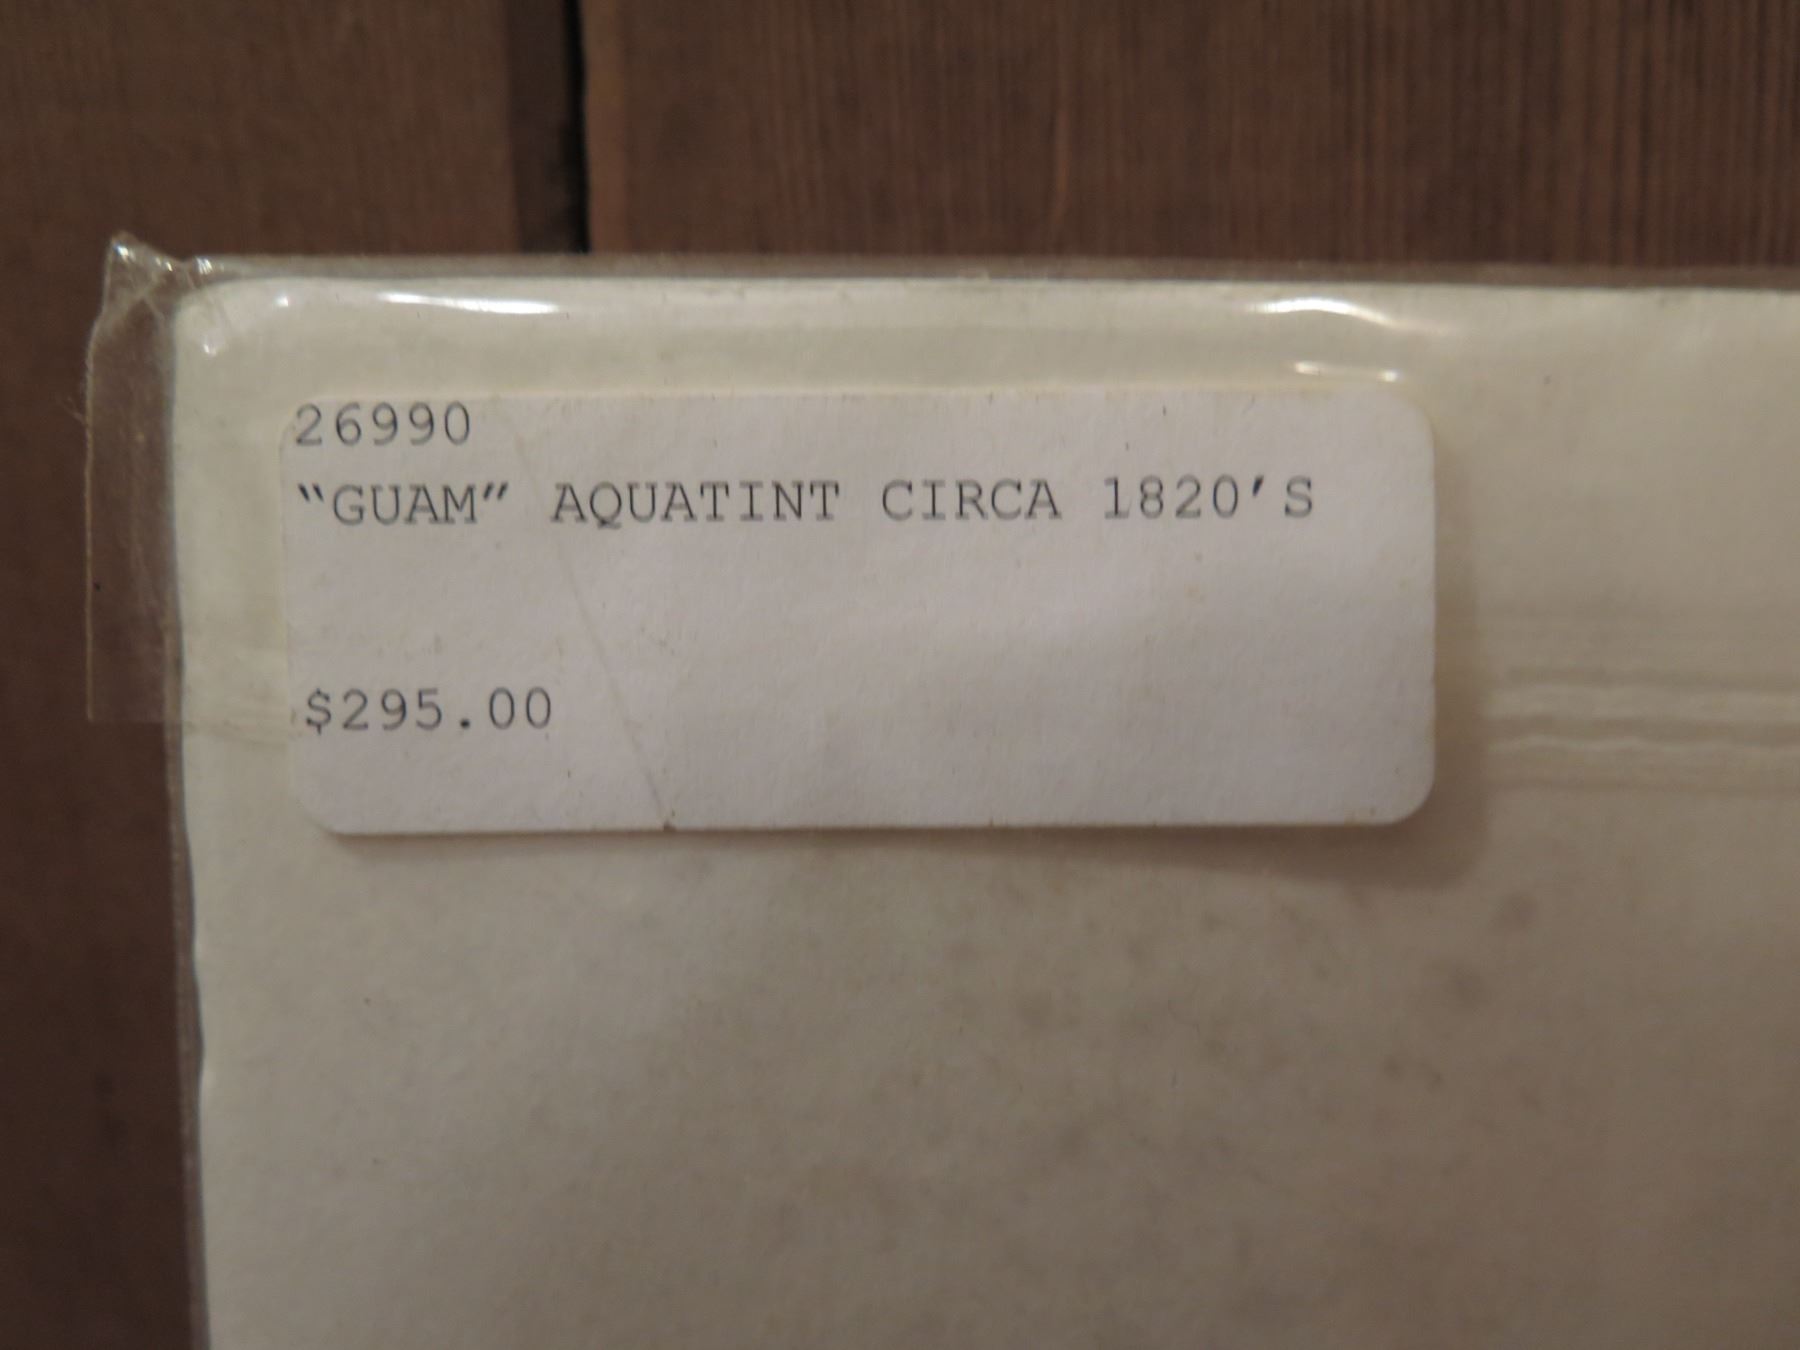 26990
“GUAM” AQUATINT CIRCA 1820’S
$295.00